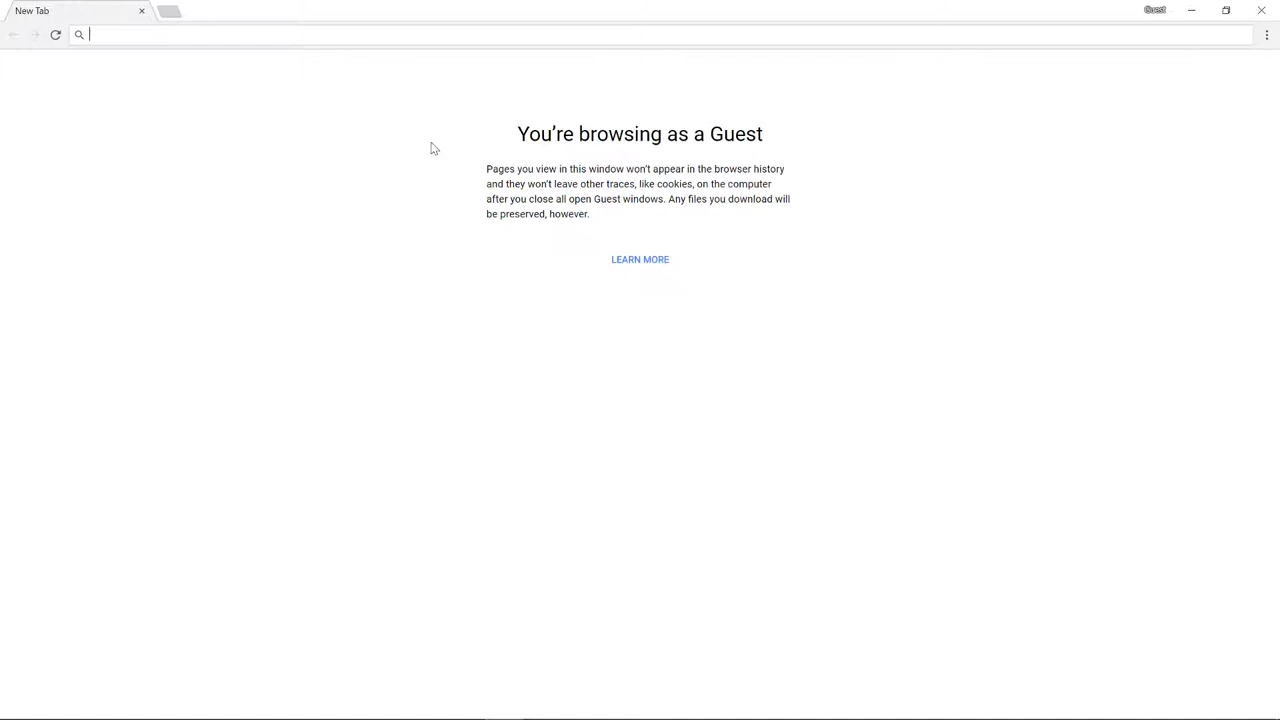 New Tab
Guest
You're browsing as a Guest
Pages you view in this window won't appear in the browser history
and they won't leave other traces, like cookies, on the computer
after you close all open Guest windows. Any files you download will
be preserved, however.
LEARN MORE